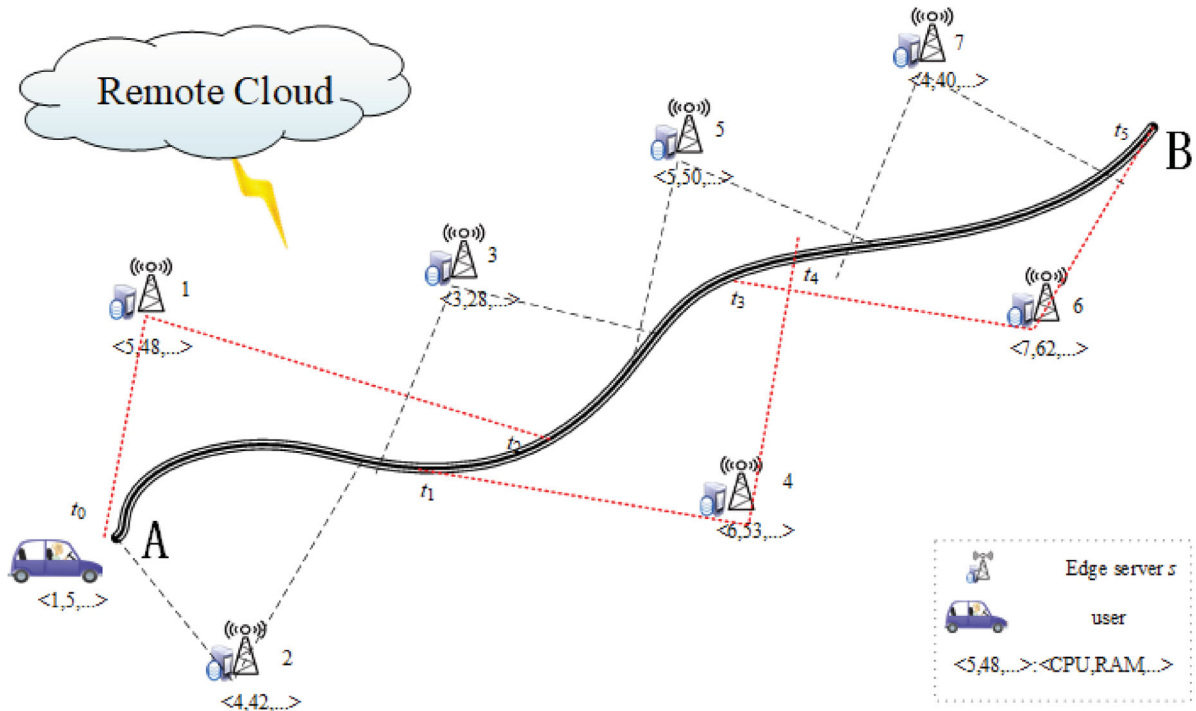 Remote Cloud
7
<4,40,...>
5
<5,50,...>
t5
B
3
<3,28,...>
1
<5,48,...>
t4
t3
6
<7,62,...>
t2
t1
4
<6,53,...>
t0
A
<1,5,...>
2
<4,42,...>
Edge server s
user
<5,48,...>:<CPU,RAM,...>